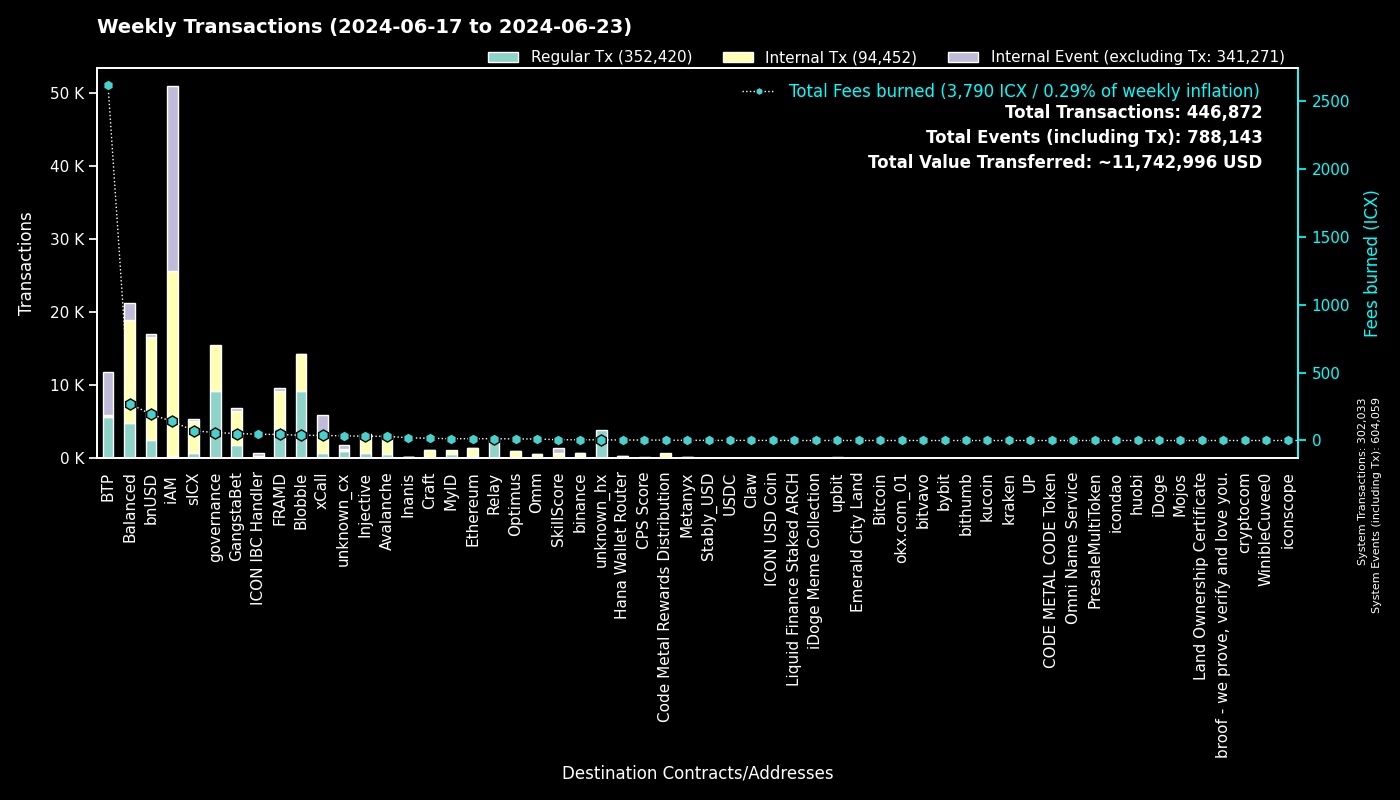 Weekly Transactions (2024-06-17 to 2024-06-23)
Regular Tx (352,420)
Internal Tx (94,452)
Internal Event (excluding Tx: 341,271)
Total Fees burned (3,790 ICX / 0.29% of weekly inflation)
Total Transactions: 446,872
Total Events (including Tx): 788,143
Total Value Transferred: ~11,742,996 USD
Transactions
50 K
40 K
30 K
20 K
10 K
0 K
2500
2000
1500
1000
500
0
Fees burned (ICX)
System Transactions: 302,033
System Events (including Tx): 604,059
BTP
Balanced
bnUSD
iAM
sICX
governance
GangstaBet
ICON IBC Handler
FRAMD
Blobble
xCall
unknown_cx
Injective
Avalanche
Inanis
Craft
MyID
Ethereum
Relay
Optimus
Omm
SkillScore
binance
unknown_hx
Hana Wallet Router
CPS Score
Code Metal Rewards Distribution
Metanyx
Stably_USD
USDC
Claw
ICON USD Coin
Liquid Finance Staked ARCH
iDoge Meme Collection
upbit
Emerald City Land
Bitcoin
okx.com_01
bitvavo
bybit
bithumb
kucoin
kraken
UP
CODE METAL CODE Token
Omni Name Service
PresaleMultiToken
icondao
huobi
iDoge
Mojos
Land Ownership Certificate
broof - we prove, verify and love you.
cryptocom
WinibleCuvee0
iconscope
Destination Contracts/Addresses